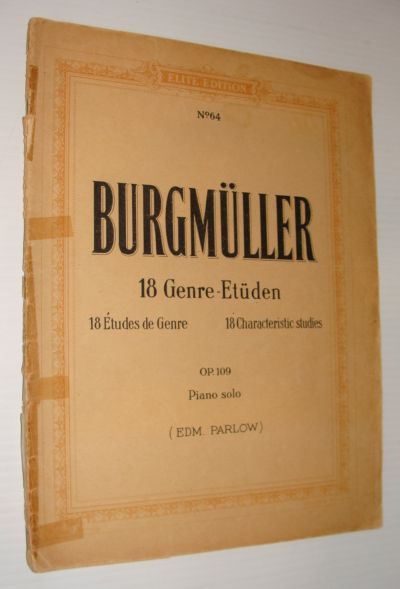 ELITE EDITION
No64
BURGMÜLLER
18 Genre-Etüden
18 Études de Genre 18 Characteristic studies
OP. 109
Piano solo
(EDM. PARLOW)